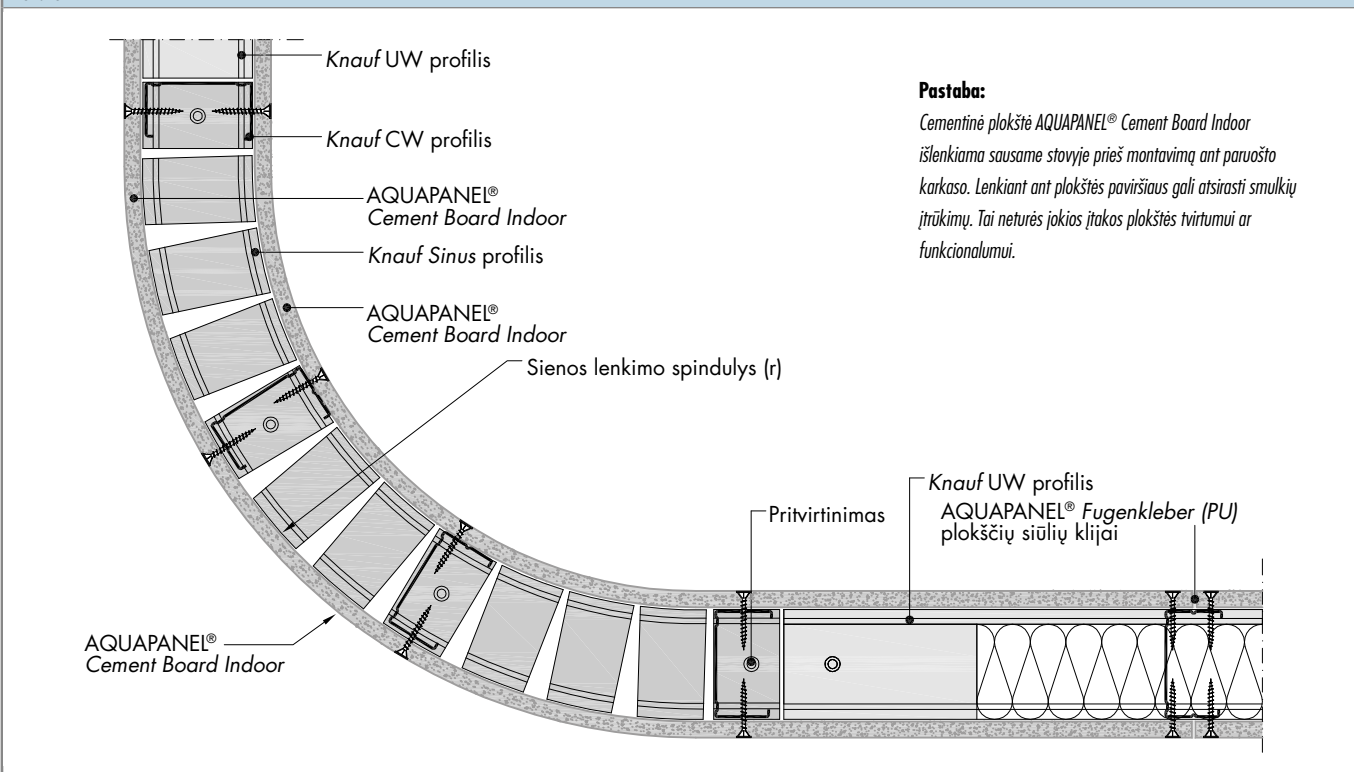 Knauf UW profilis
Knauf CW profilis
AQUAPANEL®
Cement Board Indoor
Knauf Sinus profilis
AQUAPANEL®
Cement Board Indoor
Sienos lenkimo spindulys (r)
Pastaba:
Cementinė plokštė AQUAPANEL® Cement Board Indoor
išlenkiama sausame stovyje prieš montavimą ant paruošto
karkaso. Lenkiant ant plokštės paviršiaus gali atsirasti smulkių
įtrūkimų. Tai neturės jokios įtakos plokštės tvirtumui ar
funkcionalumui.
Knauf UW profilis
AQUAPANEL® Fugenkleber (PU)
plokščių siūlių klijai
Pritvirtinimas
AQUAPANEL®
Cement Board Indoor